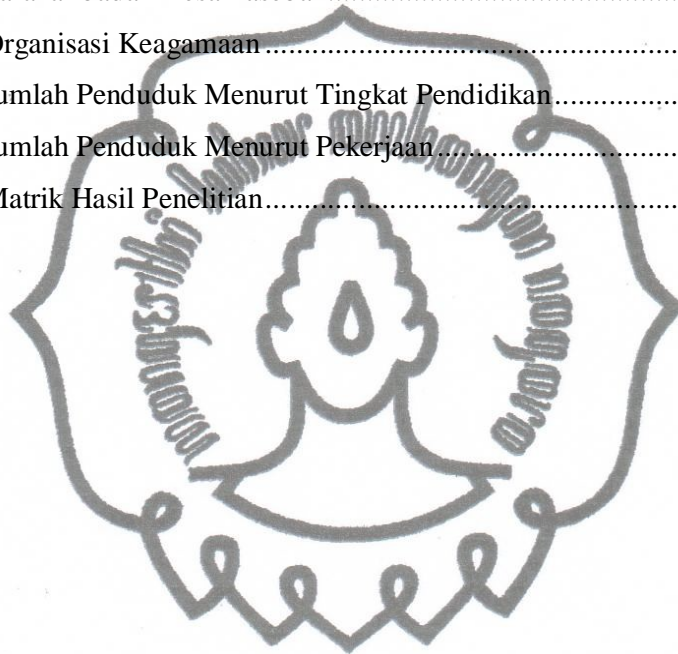 Organisasi Keagamaan ......................................................
umlah Penduduk Menurut Tingkat Pendidikan ................
umlah Penduduk Menurut Pekerjaan ...............................
Matrik Hasil Penelitian ......................................................